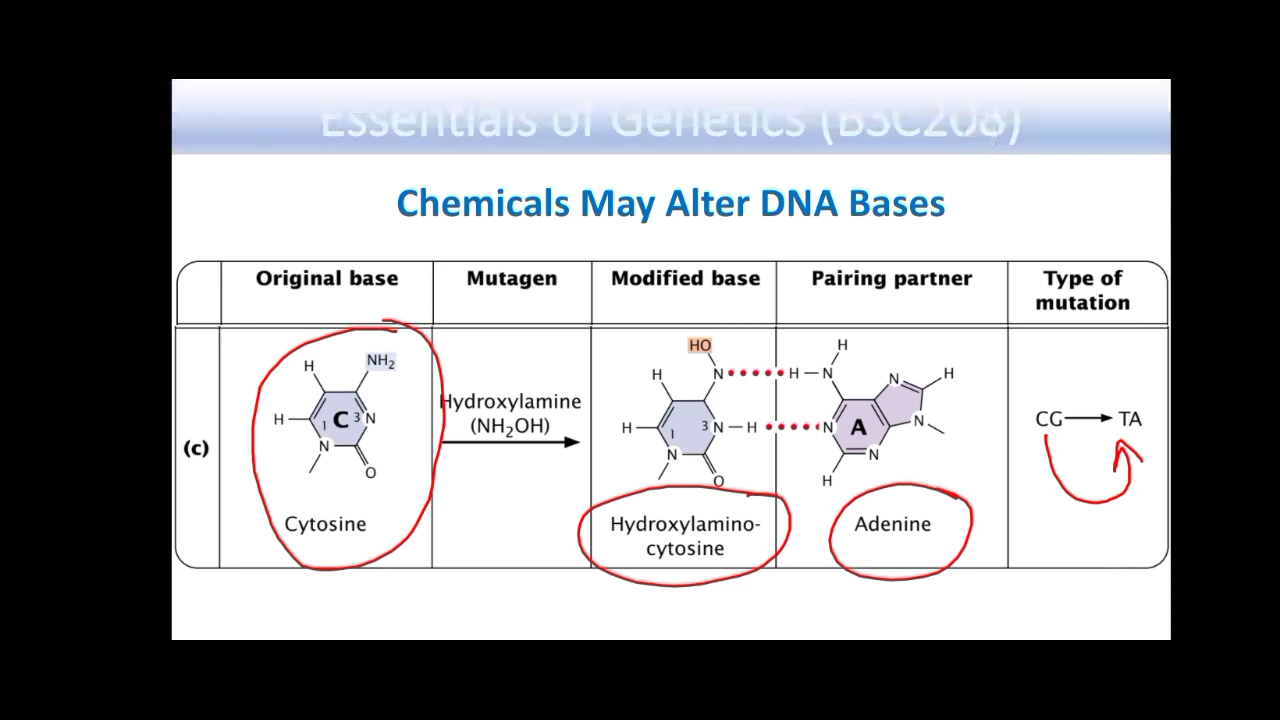 Essentials of Genetics (BSC208)
Chemicals May Alter DNA Bases
Original base
Mutagen
Modified base
Pairing partner
Type of
mutation
(c)
H
NH₂
H
C
1
3
N
N
O
Cytosine
Hydroxylamine
(NH₂OH)
HO
H
N
H
1
3
N
H
N
O
Hydroxylamino-
cytosine
H
H
N
N
H
N
A
N
N
H
Adenine
CG
TA